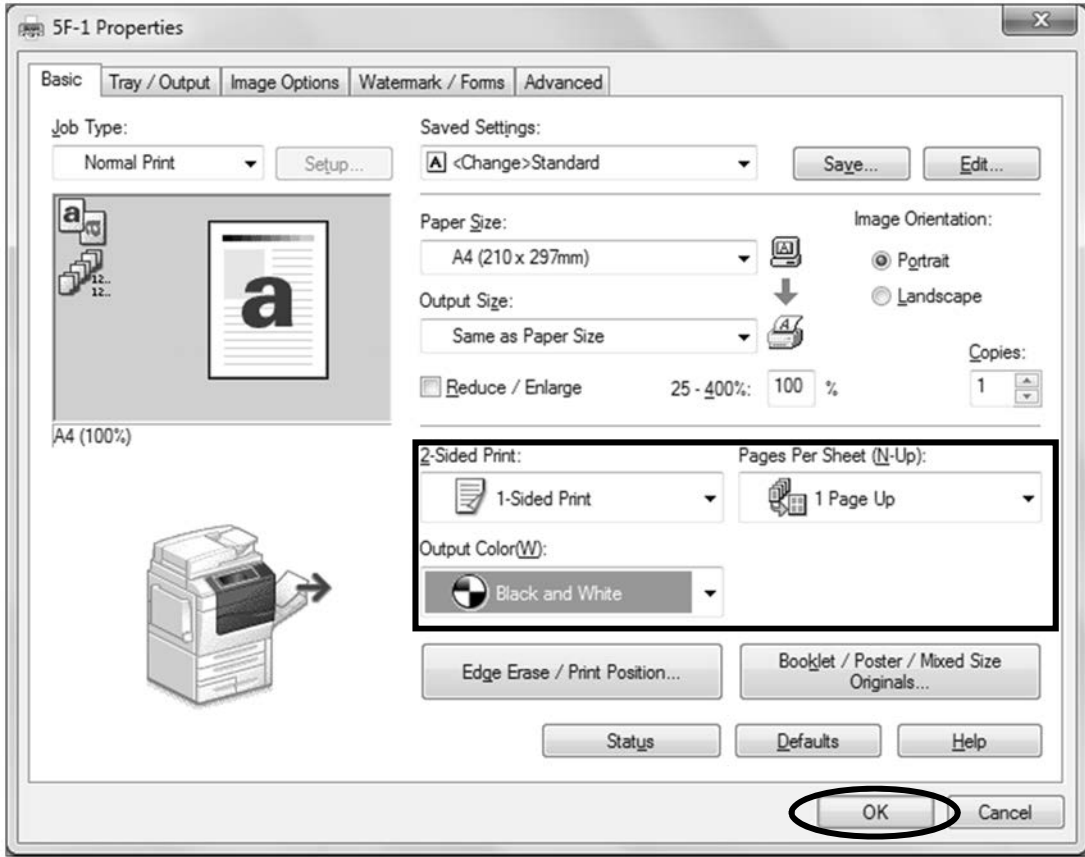 5F-1 Properties
X
Basic Tray / Output Image Options Watermark / Forms Advanced
Job Type:
Normal Print
Setup...
Saved Settings:
A <Change>Standard
Save... Edit...
a
a
12..
12..
a
A4 (100%)
Paper Size:
A4 (210 x 297mm)
A
Output Size:
Same as Paper Size
A
Reduce / Enlarge 25 - 400%: 100 %
Image Orientation:
Portrait
Landscape
Copies:
1
2-Sided Print:
1-Sided Print
Pages Per Sheet (N-Up):
1 Page Up
Output Color(W):
Black and White
Edge Erase / Print Position...
Booklet / Poster / Mixed Size
Originals...
Status Defaults Help
OK Cancel